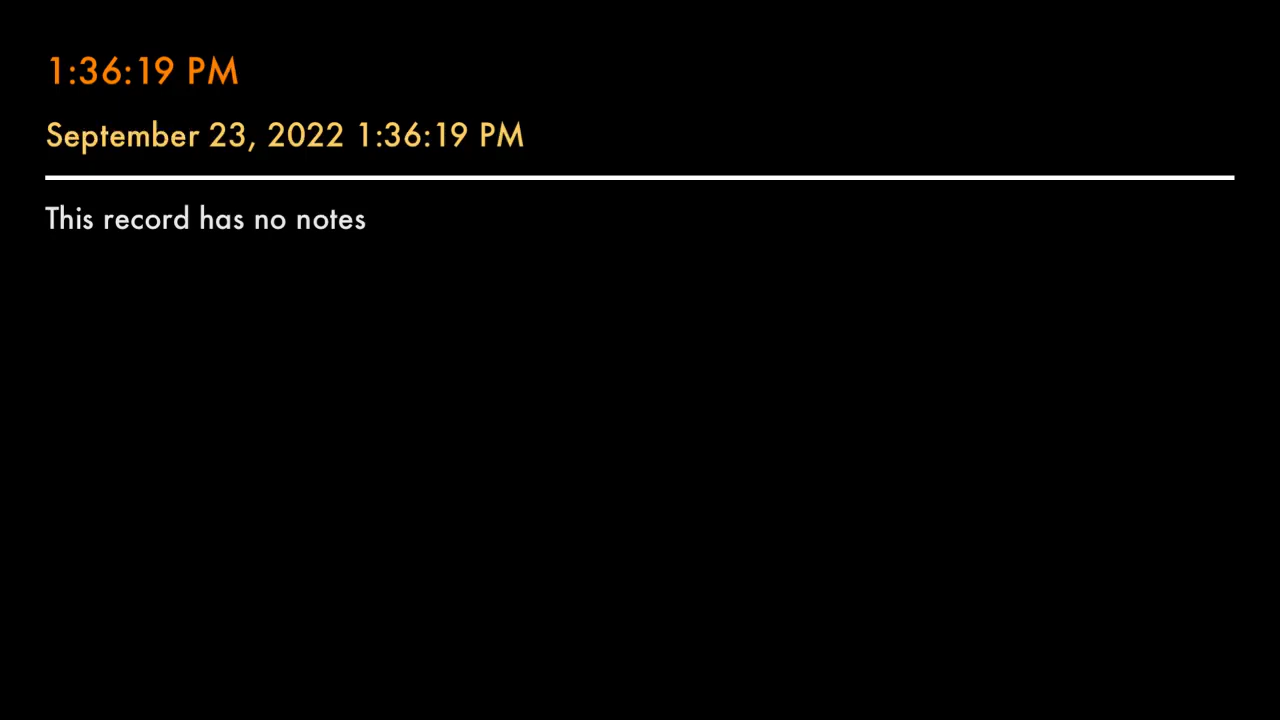 1:36:19 PM
September 23, 2022 1:36:19 PM
This record has no notes